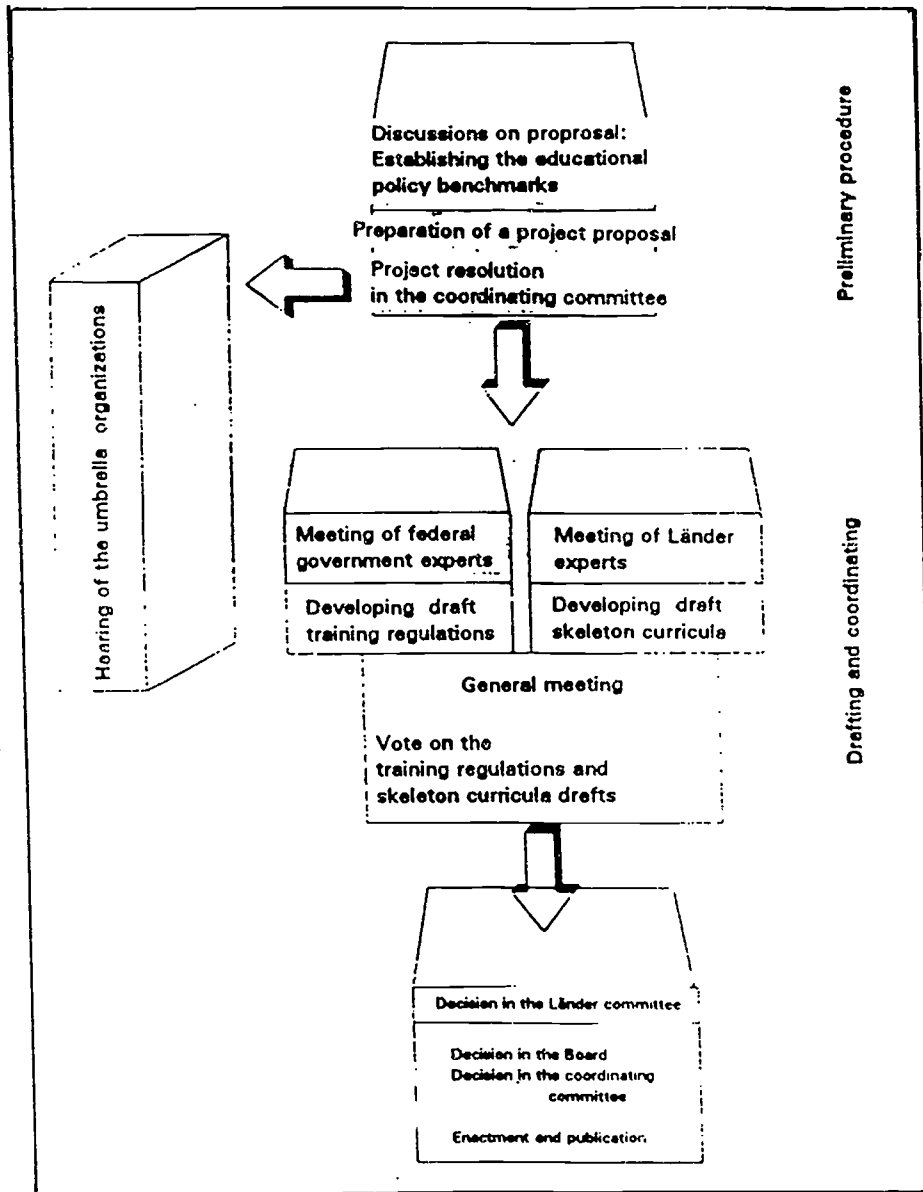 Discussions on proprosal:
Establishing the educational
policy benchmarks
Preparation of a project proposal
Project resolution
in the coordinating committee
Preliminary procedure
Hearing of the umbrella organizations
Meeting of federal
government experts
Developing draft
training regulations
Meeting of Länder
experts
Developing draft
skeleton curricula
General meeting
Vote on the
training regulations and
skeleton curricula drafts
Drafting and coordinating
Decision in the Länder committee
Decision in the Board
Decision in the coordinating
committee
Enactment and publication